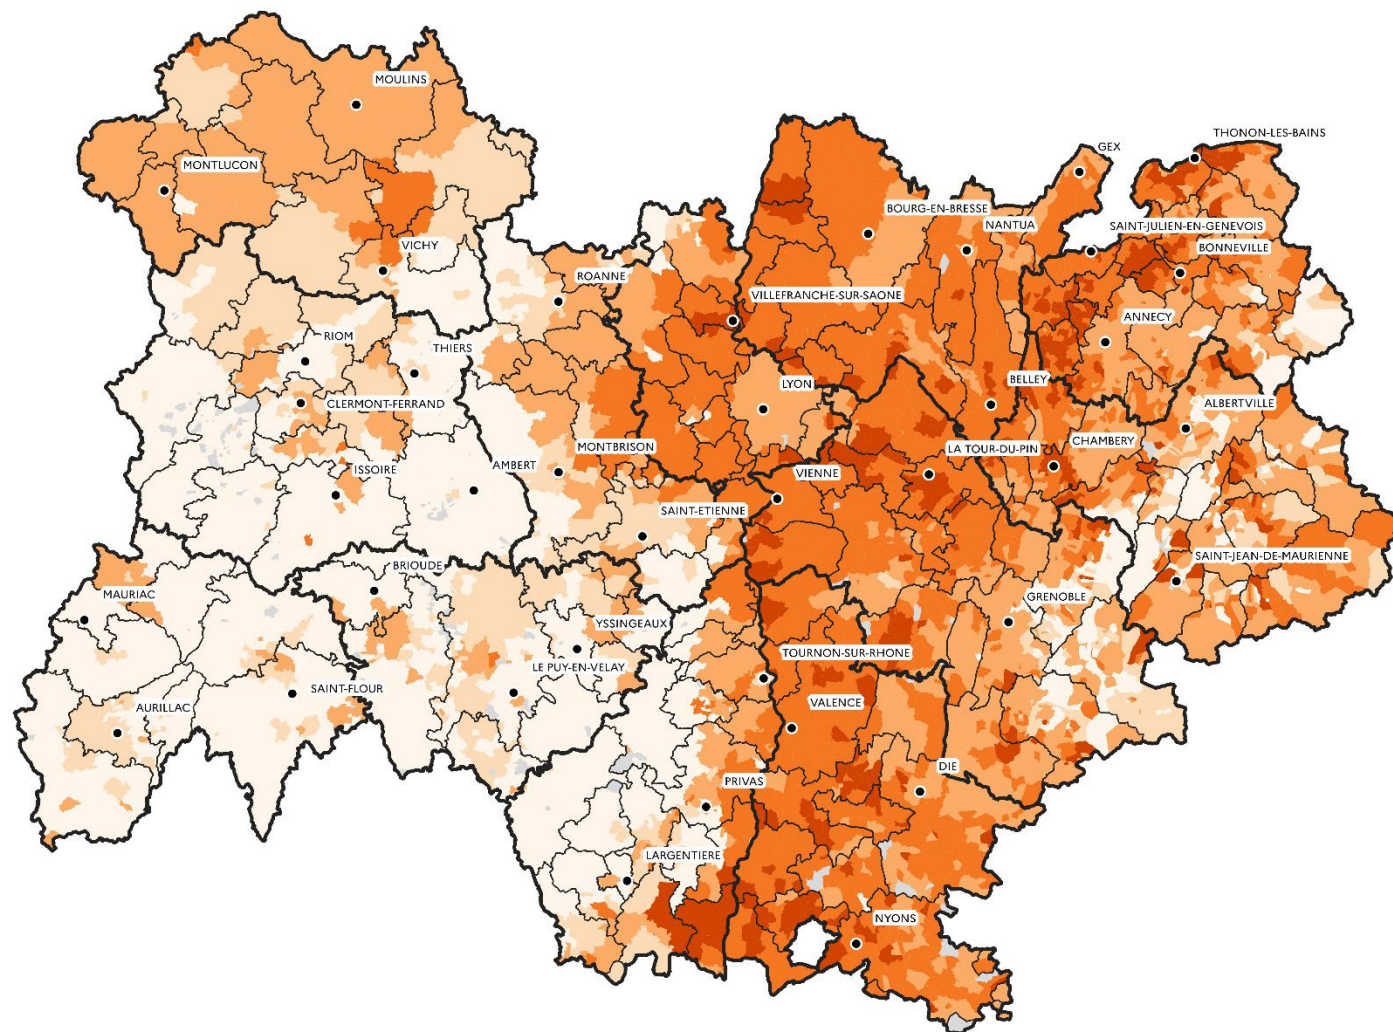 MOULINS
THONON-LES-BAINS
GEX
MONTLUCON
BOURG-EN-BRESSE
SAINT-JULIEN-EN-GENEVOIS
NANTUA
BONNEVILLE
VICHY
ROANNE
VILLEFRANCHE-SUR-SAONE
ANNECY
RIOM
THIERS
BELLEY
LYON
CLERMONT-FERRAND
ALBERTVILLE
CHAMBERY
MONTBRISON
LA TOUR-DU-PIN
AMBERT
ISSOIRE
VIENNE
SAINT-ETIENNE
SAINT-JEAN-DE-MAURIENNE
BRIOUDE
MAURIAC
GRENOBLE
YSSINGEAUX
TOURNON-SUR-RHONE
LE PUY-EN-VELAY
SAINT-FLOUR
VALENCE
AURILLAC
DIE
PRIVAS
LARGENTIERE
NYONS